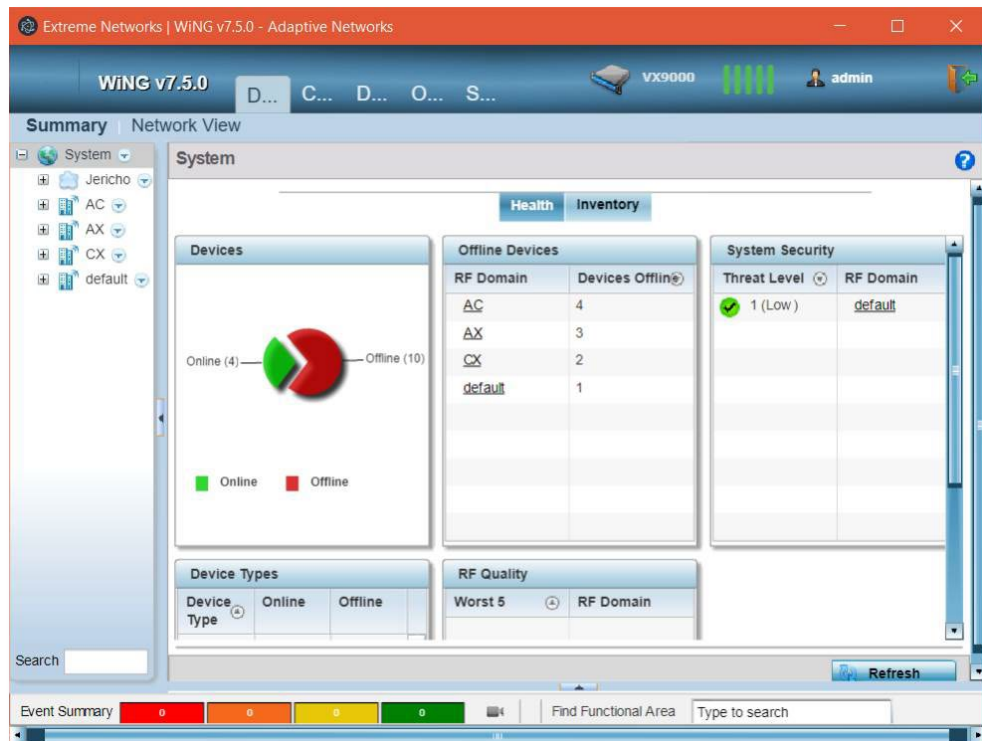 Extreme Networks | WiNG v7.5.0 - Adaptive Networks
WiNG v7.5.0
D... C... D... O... S...
VX9000
admin
Summary | Network View
System
Jericho
AC
AX
CX
default
Search
System
Health Inventory
Devices
Online (4)
Offline (10)
Online Offline
Offline Devices
RF Domain Devices Offline
AC 4
AX 3
CX 2
default 1
System Security
Threat Level RF Domain
1 (Low) default
Device Types
Device Type Online Offline
RF Quality
Worst 5 RF Domain
Refresh
Event Summary 0 0 0 0 Find Functional Area Type to search